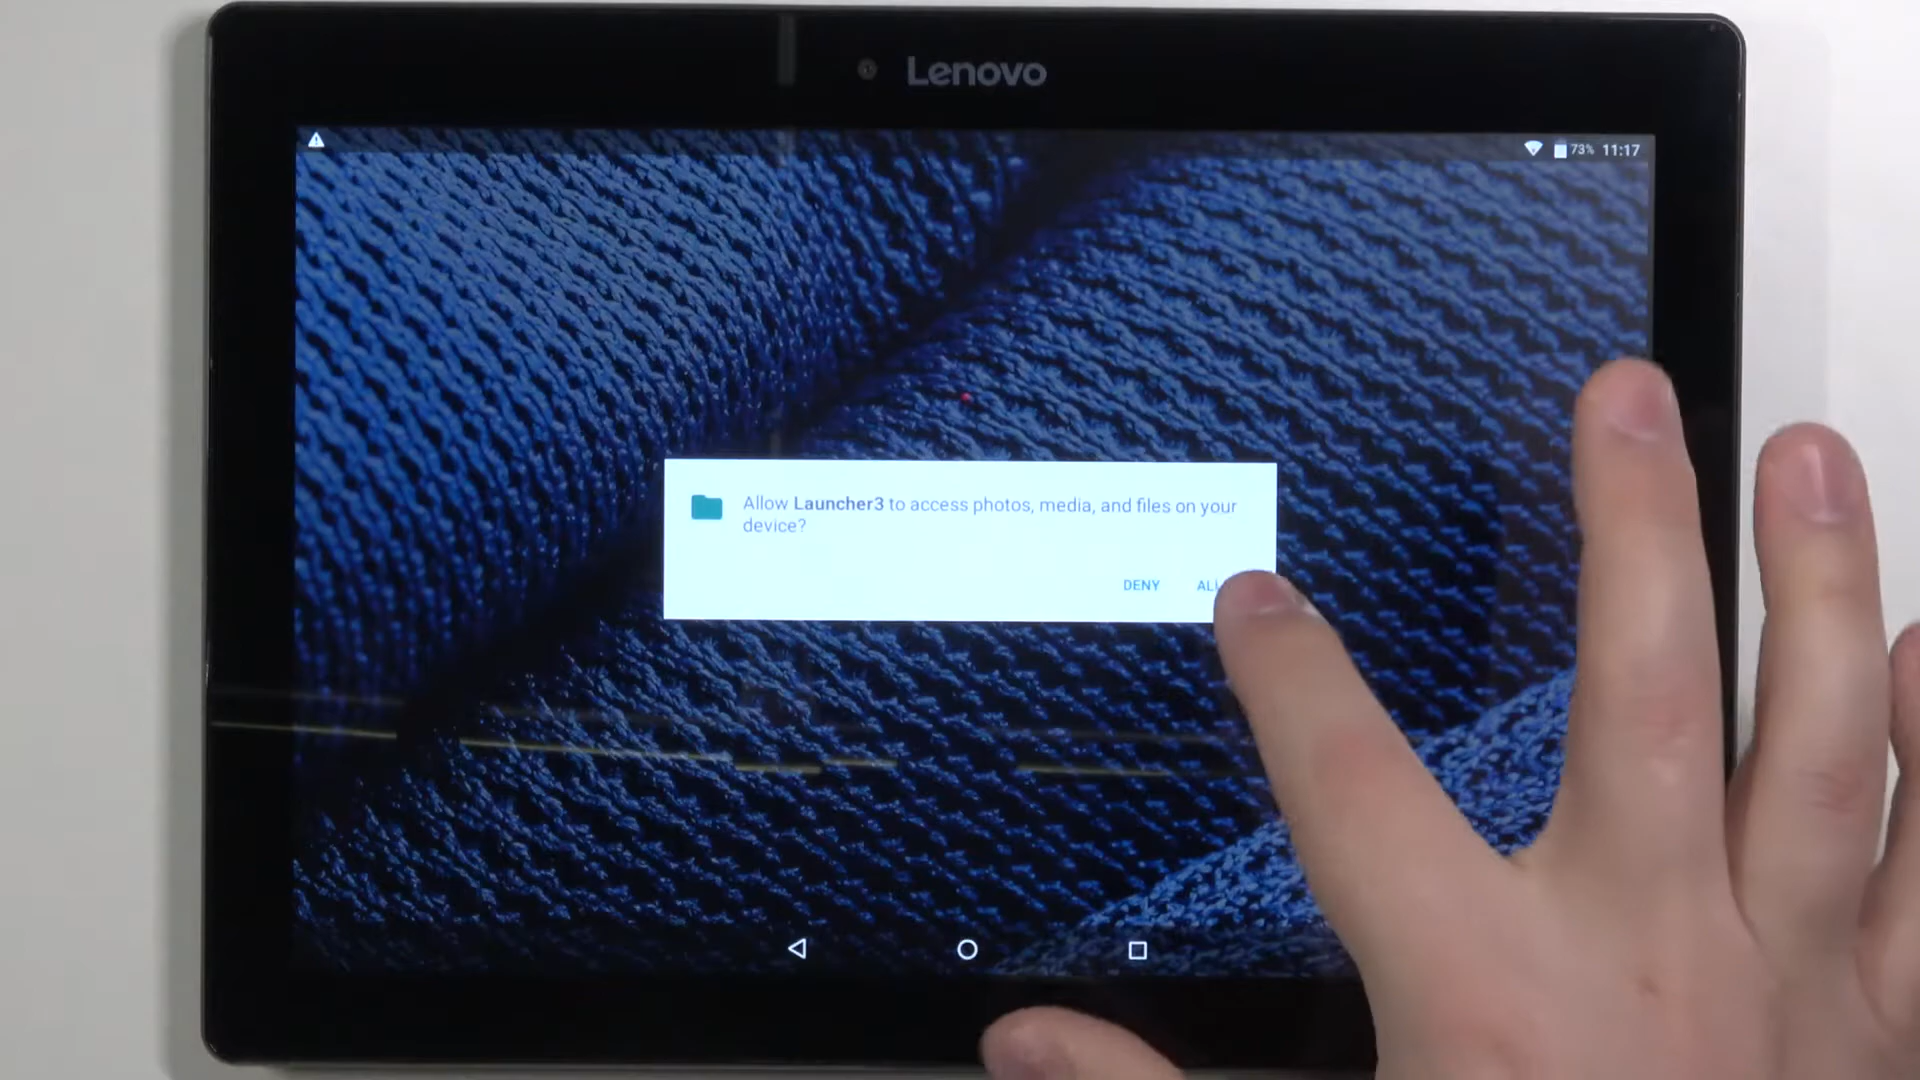 Lenovo
73% 11:17
Allow Launcher3 to access photos, media, and files on your
device?
DENY